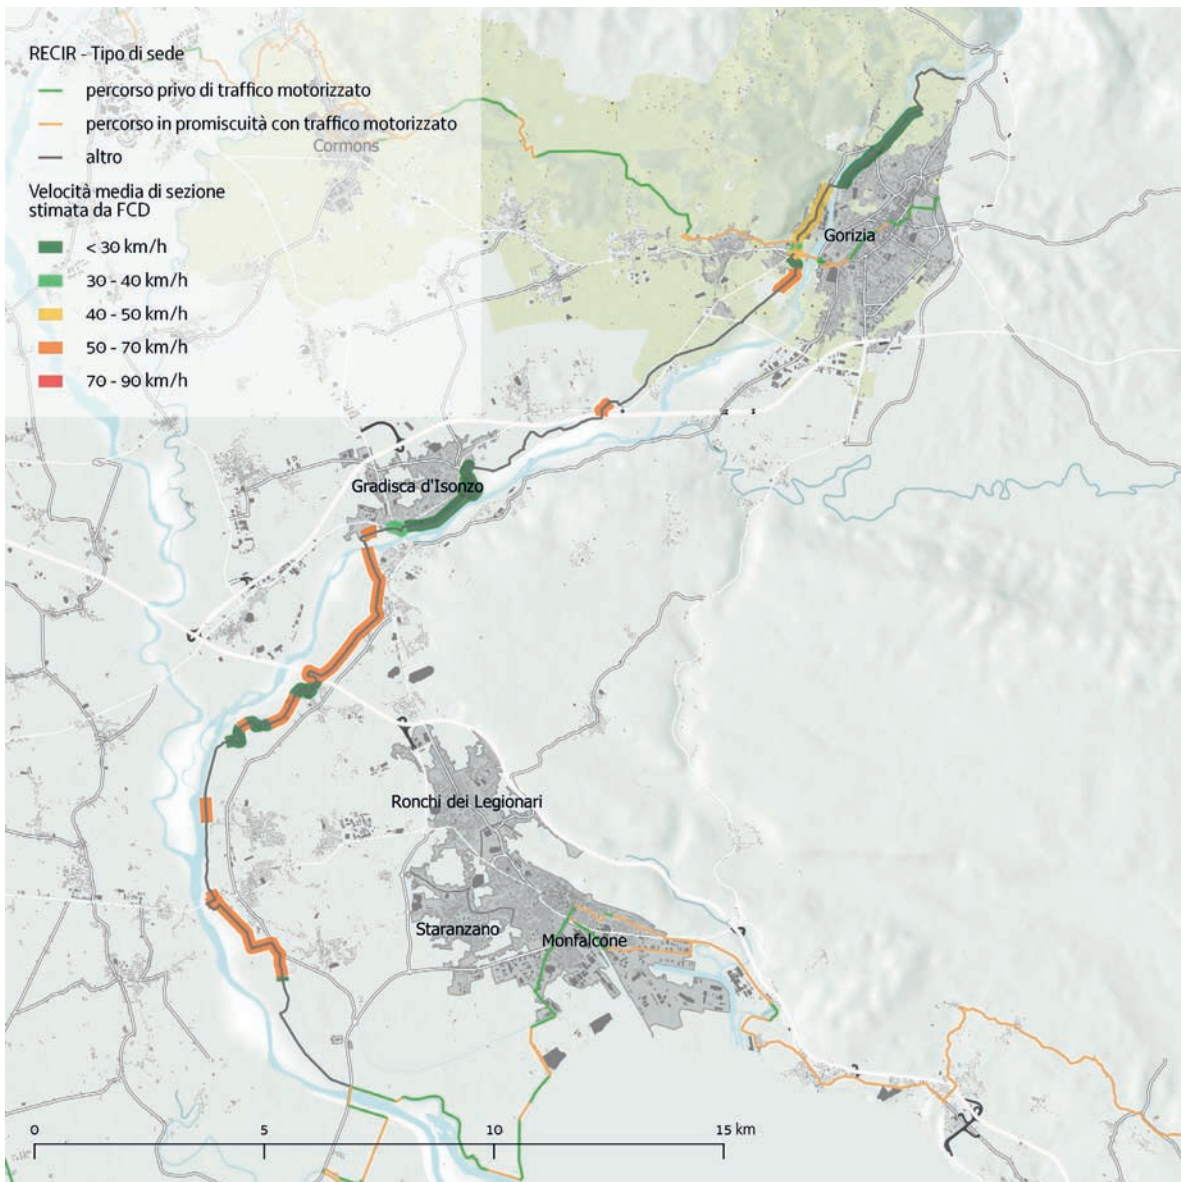 RECIR - Tipo di sede
percorso privo di traffico motorizzato
percorso in promiscuità con traffico motorizzato
altro
Velocità media di sezione
stimata da FCD
< 30 km/h
30 - 40 km/h
40 - 50 km/h
50 - 70 km/h
70 - 90 km/h
Cormons
Gorizia
Gradisca d'Isonzo
Ronchi dei Legionari
Staranzano
Monfalcone
0 5 10 15 km